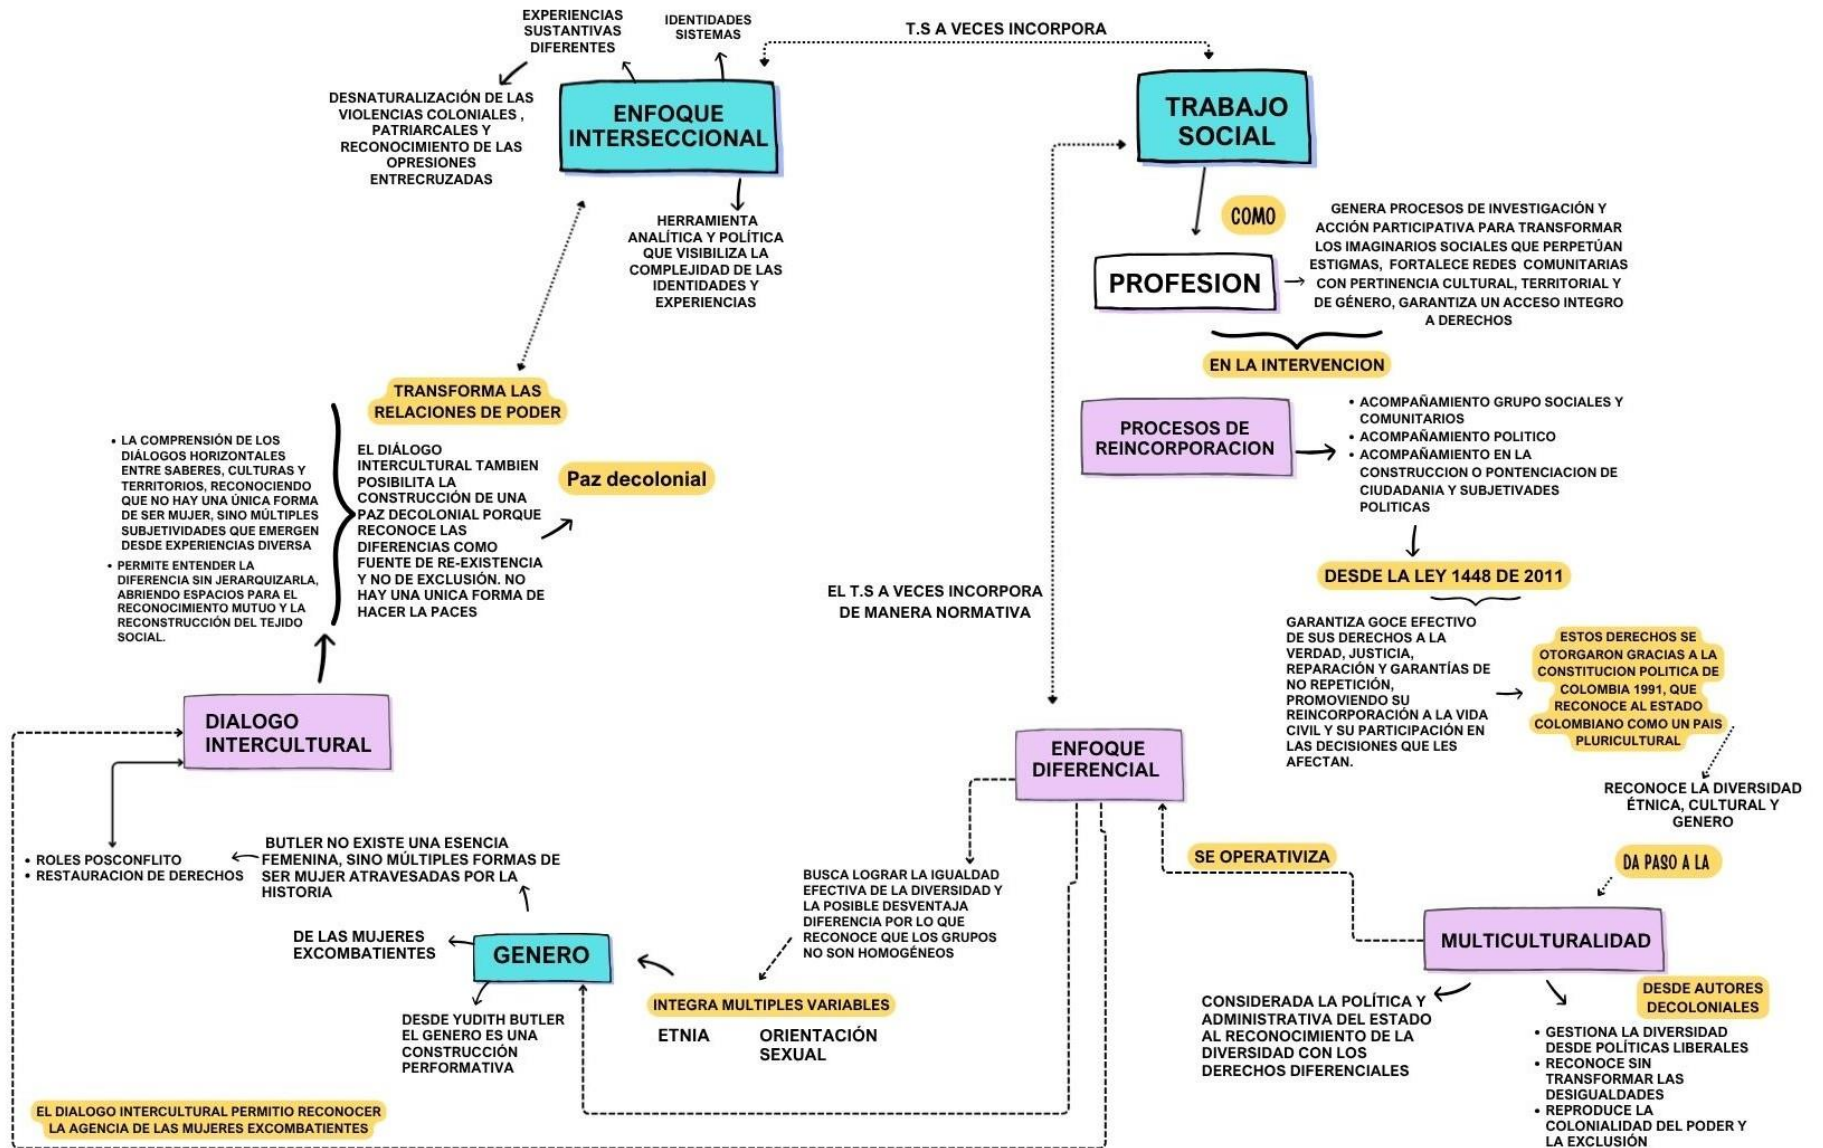 EXPERIENCIAS
SUSTANTIVAS
DIFERENTES
IDENTIDADES
SISTEMAS
T.S A VECES INCORPORA
DESNATURALIZACIÓN DE LAS
VIOLENCIAS COLONIALES ,
PATRIARCALES Y
RECONOCIMIENTO DE LAS
OPRESIONES
ENTRECRUZADAS
ENFOQUE
INTERSECCIONAL
TRABAJO
SOCIAL
HERRAMIENTA
ANALÍTICA Y POLÍTICA
QUE VISIBILIZA LA
COMPLEJIDAD DE LAS
IDENTIDADES Y
EXPERIENCIAS
COMO
PROFESION
GENERA PROCESOS DE INVESTIGACIÓN Y
ACCIÓN PARTICIPATIVA PARA TRANSFORMAR
LOS IMAGINARIOS SOCIALES QUE PERPETÚAN
ESTIGMAS, FORTALECE REDES COMUNITARIAS
CON PERTINENCIA CULTURAL, TERRITORIAL Y
DE GÉNERO, GARANTIZA UN ACCESO INTEGRO
A DERECHOS
EN LA INTERVENCION
PROCESOS DE
REINCORPORACION
• ACOMPAÑAMIENTO GRUPO SOCIALES Y
COMUNITARIOS
• ACOMPAÑAMIENTO POLITICO
• ACOMPAÑAMIENTO EN LA
CONSTRUCCION O PONTENCIACION DE
CIUDADANIA Y SUBJETIVADES
POLITICAS
TRANSFORMA LAS
RELACIONES DE PODER
• LA COMPRENSIÓN DE LOS
DIÁLOGOS HORIZONTALES
ENTRE SABERES, CULTURAS Y
TERRITORIOS, RECONOCIENDO
QUE NO HAY UNA ÚNICA FORMA
DE SER MUJER, SINO MÚLTIPLES
SUBJETIVIDADES QUE EMERGEN
DESDE EXPERIENCIAS DIVERSA
• PERMITE ENTENDER LA
DIFERENCIA SIN JERARQUIZARLA,
ABRIENDO ESPACIOS PARA EL
RECONOCIMIENTO MUTUO Y LA
RECONSTRUCCIÓN DEL TEJIDO
SOCIAL.
EL DIÁLOGO
INTERCULTURAL TAMBIEN
POSIBILITA LA
CONSTRUCCIÓN DE UNA
PAZ DECOLONIAL PORQUE
RECONOCE LAS
DIFERENCIAS COMO
FUENTE DE RE-EXISTENCIA
Y NO DE EXCLUSIÓN. NO
HAY UNA UNICA FORMA DE
HACER LA PACES
Paz decolonial
DESDE LA LEY 1448 DE 2011
EL T.S A VECES INCORPORA
DE MANERA NORMATIVA
GARANTIZA GOCE EFECTIVO
DE SUS DERECHOS A LA
VERDAD, JUSTICIA,
REPARACIÓN Y GARANTÍAS DE
NO REPETICIÓN,
PROMOVIENDO SU
REINCORPORACIÓN A LA VIDA
CIVIL Y SU PARTICIPACIÓN EN
LAS DECISIONES QUE LES
AFECTAN.
ESTOS DERECHOS SE
OTORGARON GRACIAS A LA
CONSTITUCION POLITICA DE
COLOMBIA 1991, QUE
RECONOCE AL ESTADO
COLOMBIANO COMO UN PAIS
PLURICULTURAL
DIALOGO
INTERCULTURAL
ENFOQUE
DIFERENCIAL
RECONOCE LA DIVERSIDAD
ÉTNICA, CULTURAL Y
GENERO
DA PASO A LA
• ROLES POSCONFLITO
• RESTAURACION DE DERECHOS
BUTLER NO EXISTE UNA ESENCIA
FEMENINA, SINO MÚLTIPLES FORMAS DE
SER MUJER ATRAVESADAS POR LA
HISTORIA
BUSCA LOGRAR LA IGUALDAD
EFECTIVA DE LA DIVERSIDAD Y
LA POSIBLE DESVENTAJA
DIFERENCIA POR LO QUE
RECONOCE QUE LOS GRUPOS
NO SON HOMOGÉNEOS
SE OPERATIVIZA
MULTICULTURALIDAD
DE LAS MUJERES
EXCOMBATIENTES
GENERO
INTEGRA MULTIPLES VARIABLES
ETNIA
ORIENTACIÓN
SEXUAL
DESDE YUDITH BUTLER
EL GENERO ES UNA
CONSTRUCCIÓN
PERFORMATIVA
CONSIDERADA LA POLÍTICA Y
ADMINISTRATIVA DEL ESTADO
AL RECONOCIMIENTO DE LA
DIVERSIDAD CON LOS
DERECHOS DIFERENCIALES
DESDE AUTORES
DECOLONIALES
• GESTIONA LA DIVERSIDAD
DESDE POLÍTICAS LIBERALES
• RECONOCE SIN
TRANSFORMAR LAS
DESIGUALDADES
• REPRODUCE LA
COLONIALIDAD DEL PODER Y
LA EXCLUSIÓN
EL DIALOGO INTERCULTURAL PERMITIO RECONOCER
LA AGENCIA DE LAS MUJERES EXCOMBATIENTES